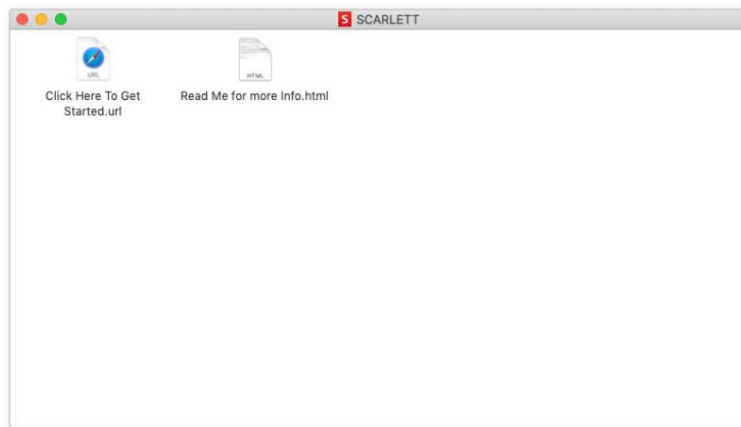 S SCARLETT
URL
HTML
Click Here To Get
Started.url
Read Me for more Info.html